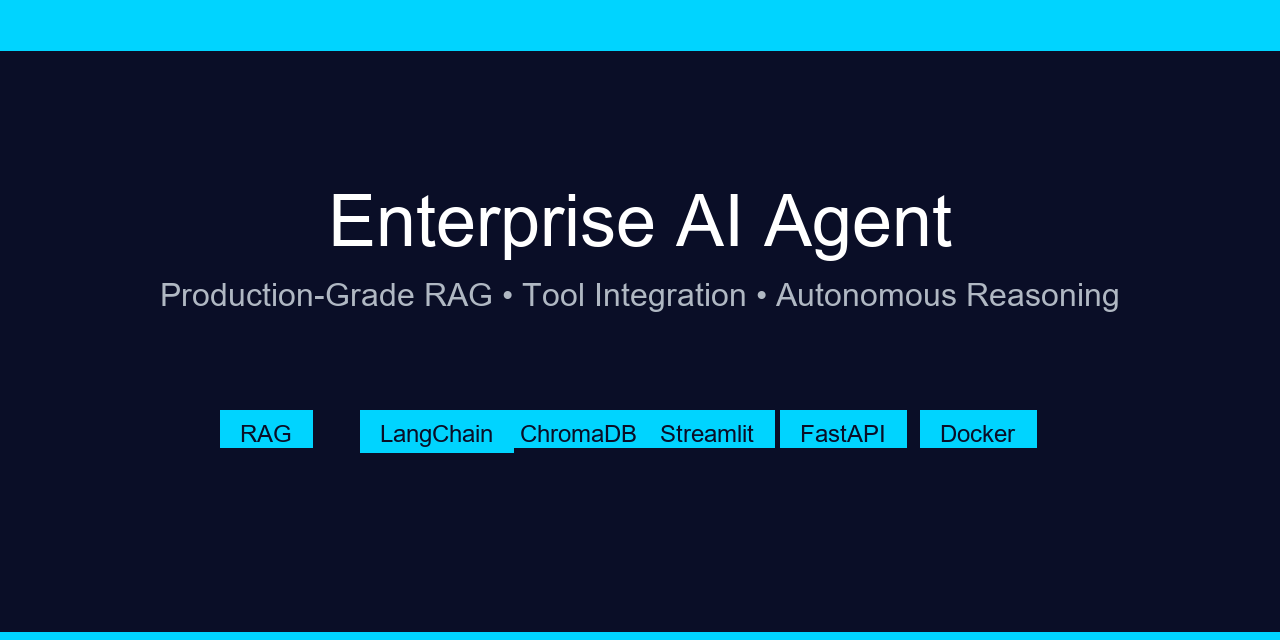 Enterprise AI Agent
Production-Grade RAG • Tool Integration • Autonomous Reasoning
RAG LangChain ChromaDB Streamlit FastAPI Docker